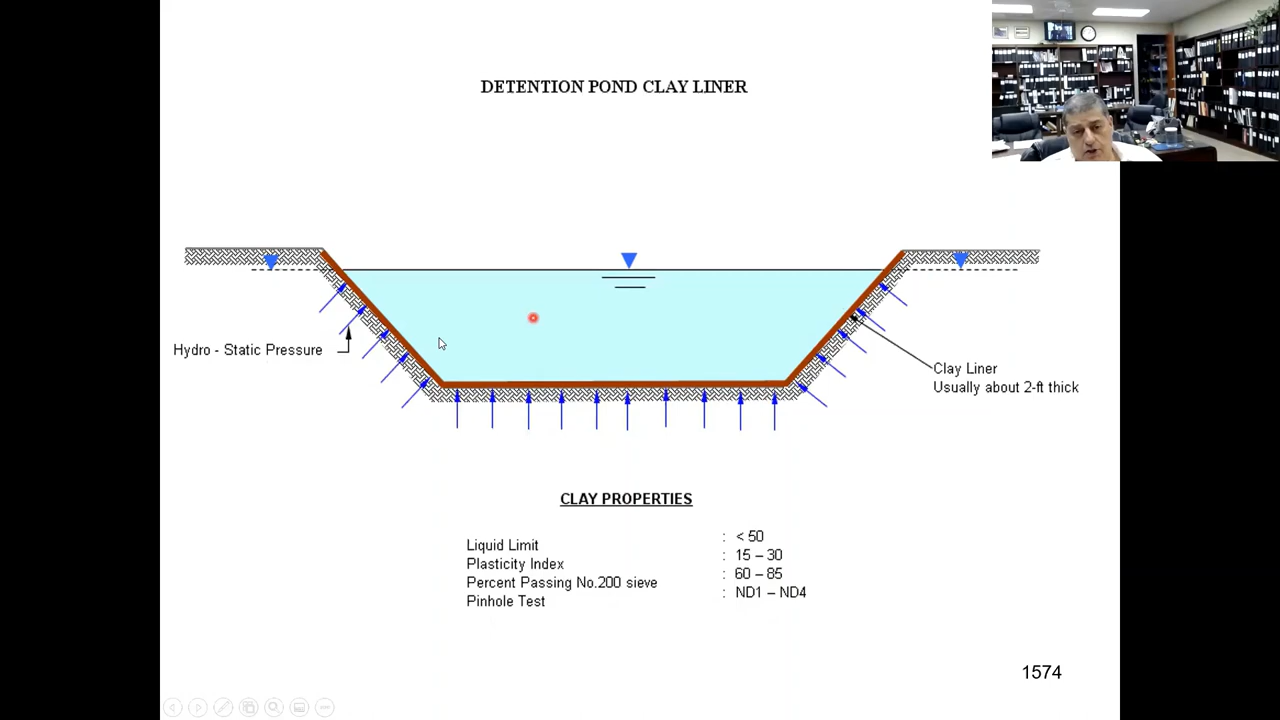 DETENTION POND CLAY LINER
Hydro - Static Pressure
Clay Liner
Usually about 2-ft thick
CLAY PROPERTIES
Liquid Limit : < 50
Plasticity Index : 15 – 30
Percent Passing No.200 sieve : 60 – 85
Pinhole Test : ND1 – ND4
1574